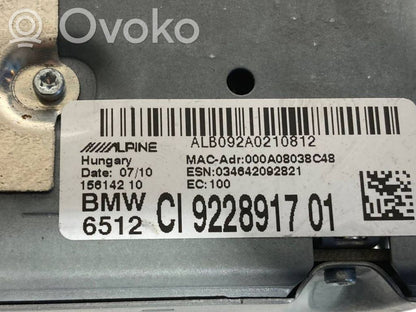 Ovoko
ALB092A0210812
ALPINE
Hungary MAC-Adr:000A08038C48
Date: 07/10 ESN:034642092821
156142 10 EC:100
BMW
6512 CI 9228917 01